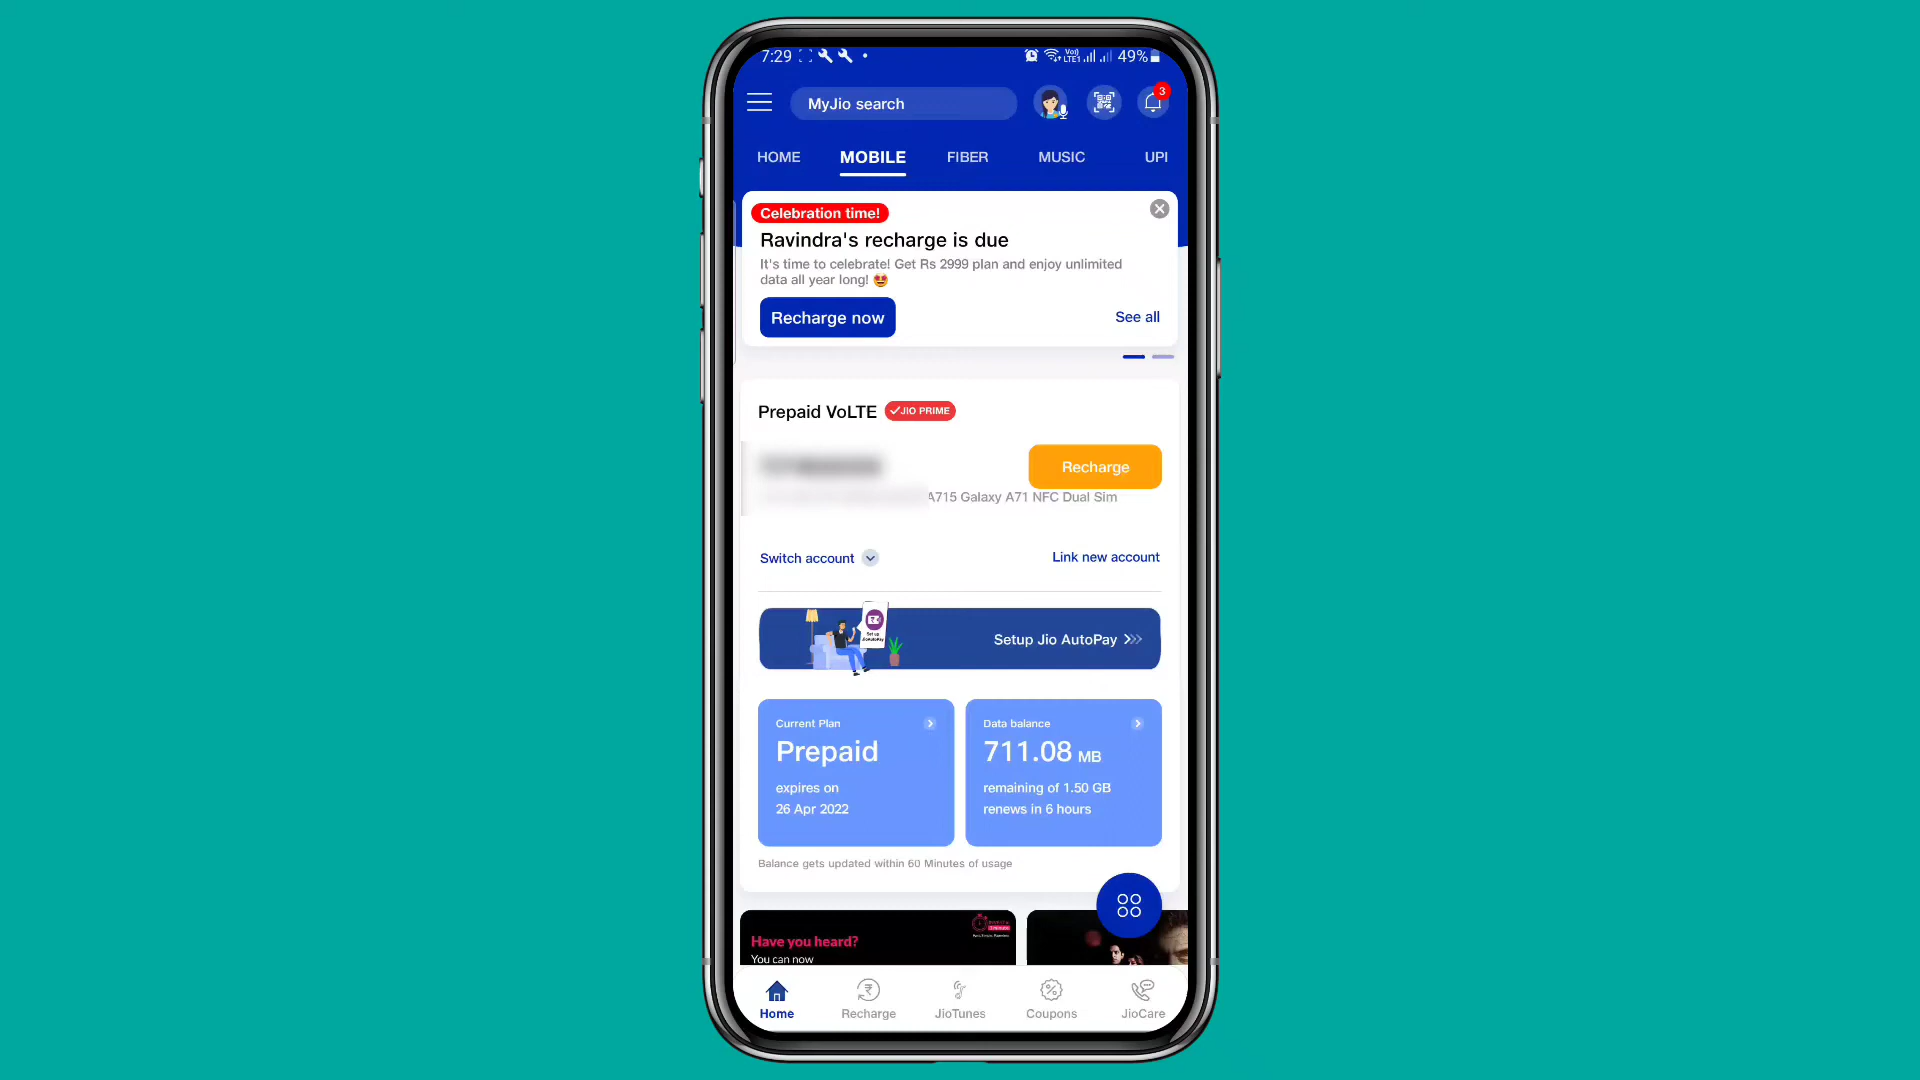 7:29
VoI)
LTE1
49%
MyJio search
3
HOME
MOBILE
FIBER
MUSIC
UPI
Celebration time!
Ravindra's recharge is due
It's time to celebrate! Get Rs 2999 plan and enjoy unlimited
data all year long! 🤩
Recharge now
See all
Prepaid VoLTE
JIO PRIME
Recharge
A715 Galaxy A71 NFC Dual Sim
Switch account
Link new account
Set up
JioAutoPay
Setup Jio AutoPay
Current Plan
Prepaid
expires on
26 Apr 2022
Data balance
711.08 MB
remaining of 1.50 GB
renews in 6 hours
Balance gets updated within 60 Minutes of usage
Have you heard?
You can now
Home
Recharge
JioTunes
Coupons
JioCare